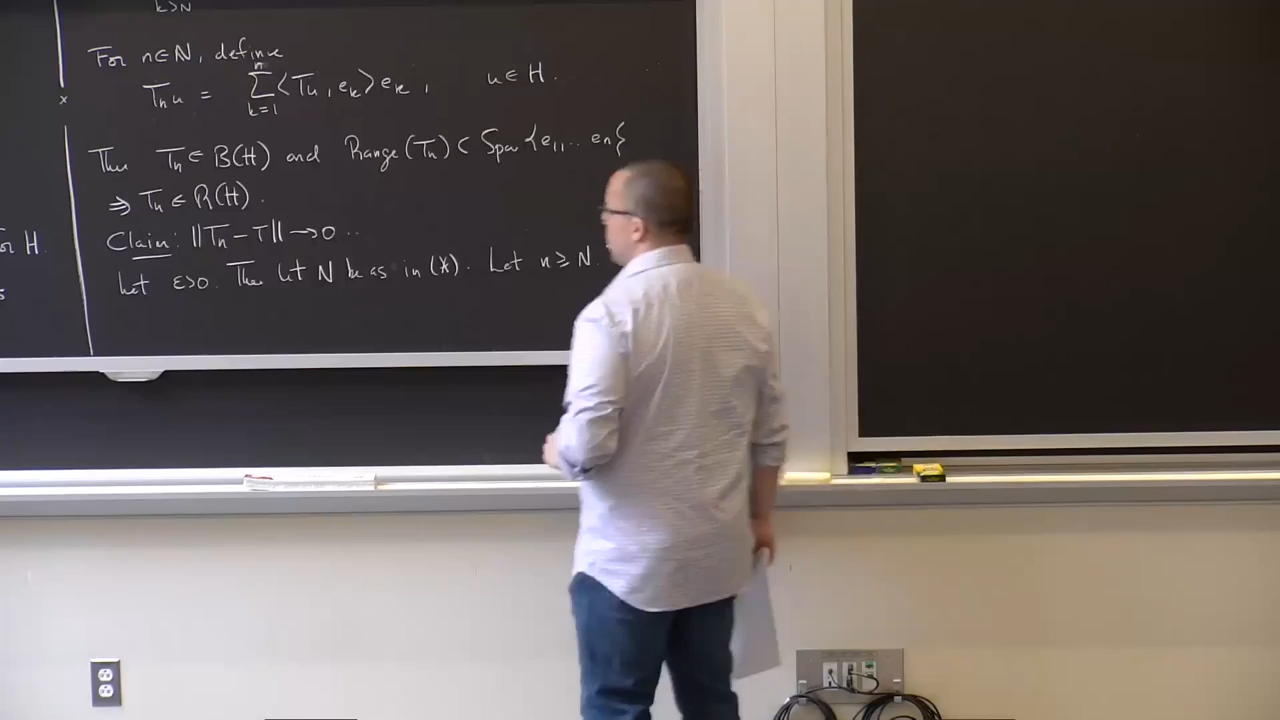 k>N
For n∈ℕ, define
Tₙu = ∑ₖ₌₁ⁿ ⟨Tu, eₖ⟩eₖ, u∈H.
Then Tₙ∈B(H) and Range(Tₙ)⊂Span{e₁,...eₙ}
⇒ Tₙ∈R(H).
Claim: ‖Tₙ-T‖→0..
Let ε>0. Then let N be as in (*). Let n≥N.
for H.
x